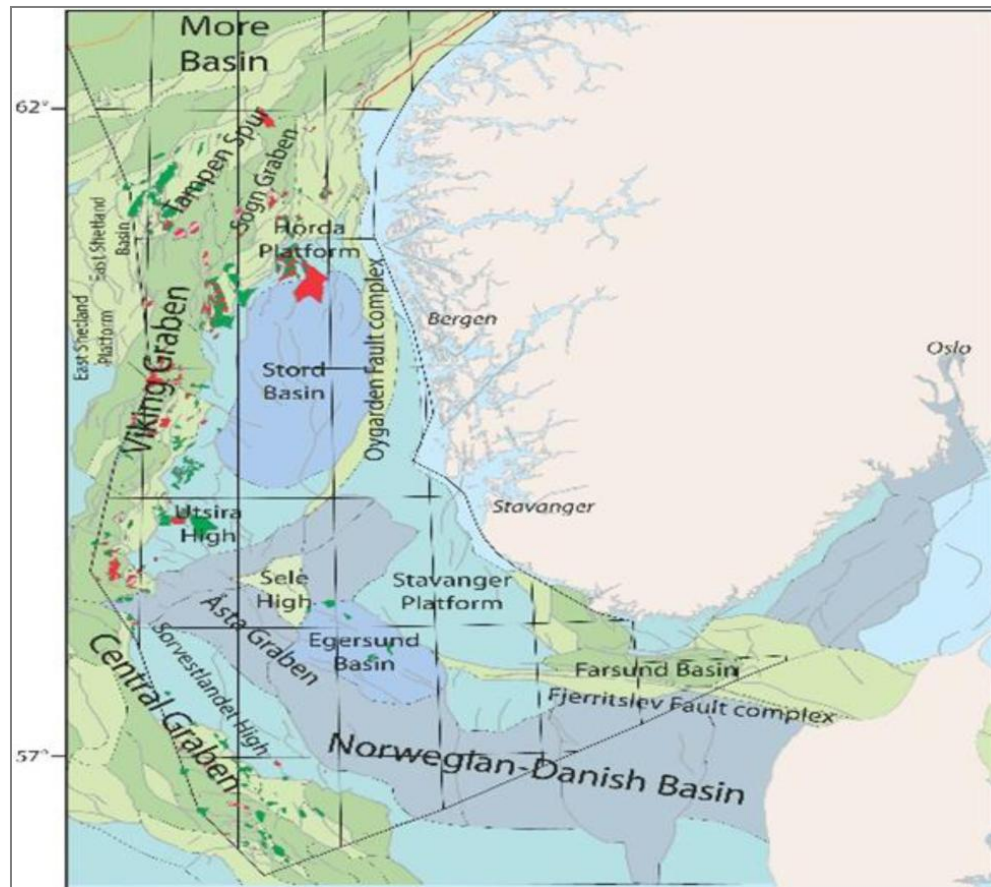 More
Basin
62°
Tampen Spur
Sogn Graben
East Shetland
Basin
Horda
Platform
East Shetland
Platform
Viking Graben
Stord
Basin
Oygarden Fault complex
Bergen
Oslo
Utsira
High
Stavanger
Sele
High
Stavanger
Platform
Åsta Graben
Egersund
Basin
Sorvestlandet High
Central Graben
Farsund Basin
Fjerritslev Fault complex
57°
Norwegian-Danish Basin